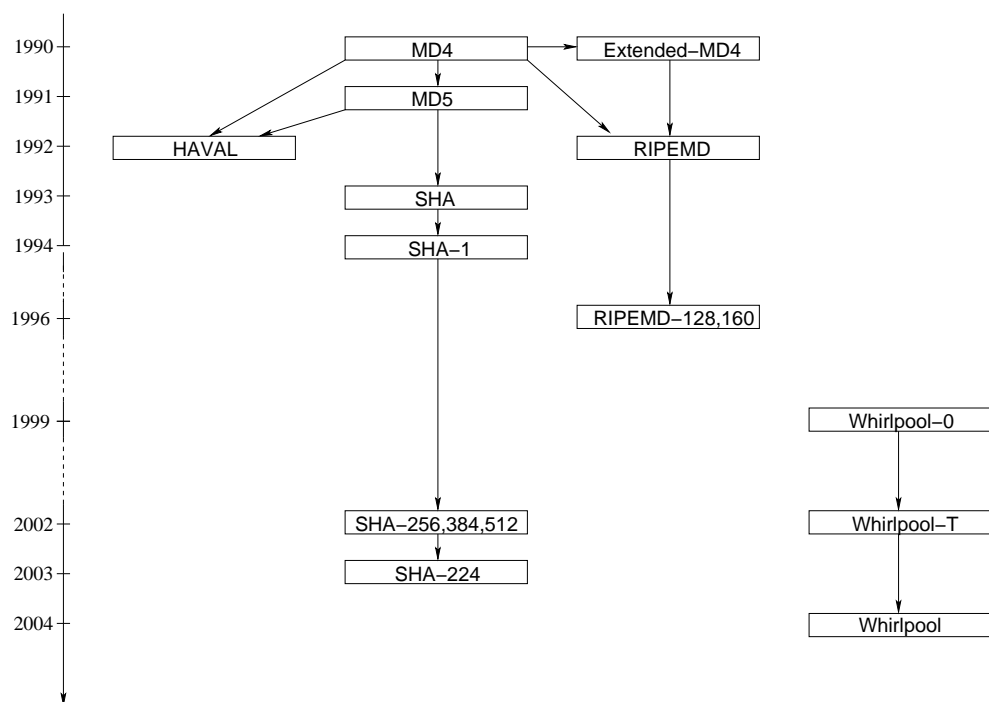 1990 MD4 Extended−MD4
1991 MD5
1992 HAVAL RIPEMD
1993 SHA
1994 SHA−1
1996 RIPEMD−128,160
1999 Whirlpool−0
2002 SHA−256,384,512 Whirlpool−T
2003 SHA−224
2004 Whirlpool